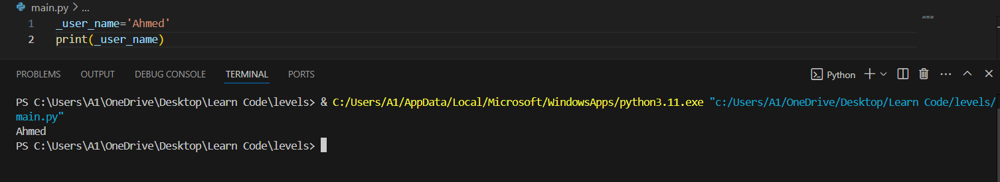 main.py > ...
1 _user_name='Ahmed'
2 print(_user_name)
PROBLEMS OUTPUT DEBUG CONSOLE TERMINAL PORTS Python
PS C:\Users\A1\OneDrive\Desktop\Learn Code\levels> & C:/Users/A1/AppData/Local/Microsoft/WindowsApps/python3.11.exe "c:/Users/A1/OneDrive/Desktop/Learn Code/levels/
main.py"
Ahmed
PS C:\Users\A1\OneDrive\Desktop\Learn Code\levels>